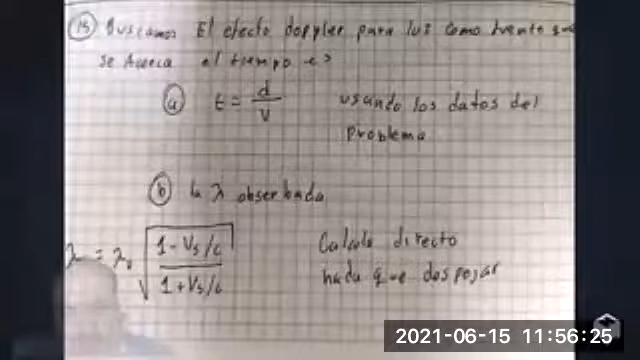 15 Buscamos El efecto doppler para luz como fuente que
se Acerca el tiempo es
a t = d/v usando los datos del
problema
b la λ observada
λ = λ₀ √((1 - Vs/c)/(1 + Vs/c)) Calculo directo
nada que despejar
2021-06-15 11:56:25